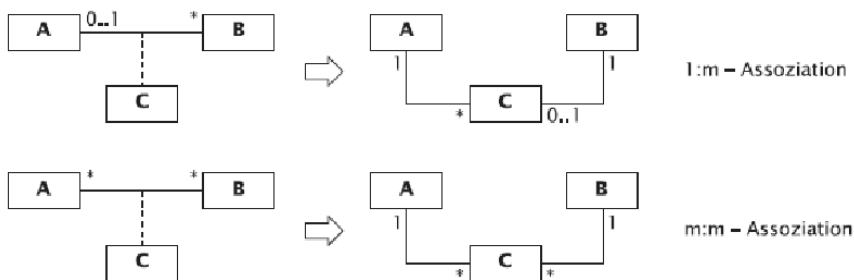 A 0..1 * B
C
A B
1 1
C
* 0..1
1:m – Assoziation
A * * B
C
A B
1 1
* C *
m:m – Assoziation